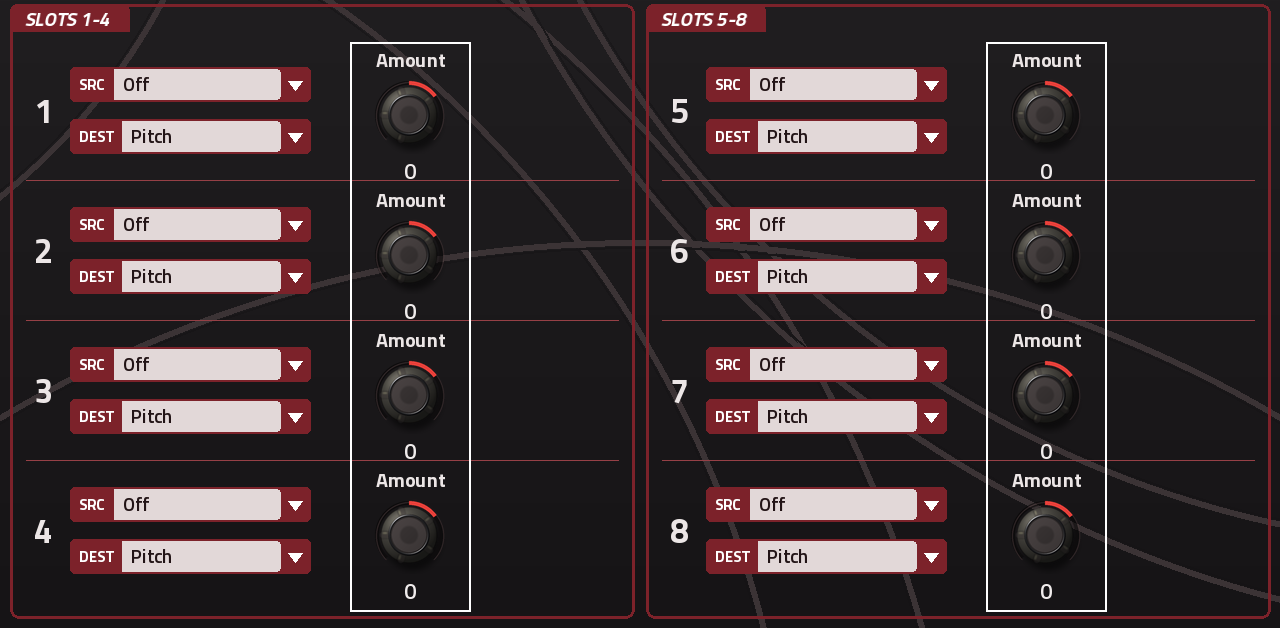 SLOTS 1-4
Amount
SRC Off
1
DEST Pitch
0
Amount
SRC Off
2
DEST Pitch
0
Amount
SRC Off
3
DEST Pitch
0
Amount
SRC Off
4
DEST Pitch
0
SLOTS 5-8
Amount
SRC Off
5
DEST Pitch
0
Amount
SRC Off
6
DEST Pitch
0
Amount
SRC Off
7
DEST Pitch
0
Amount
SRC Off
8
DEST Pitch
0